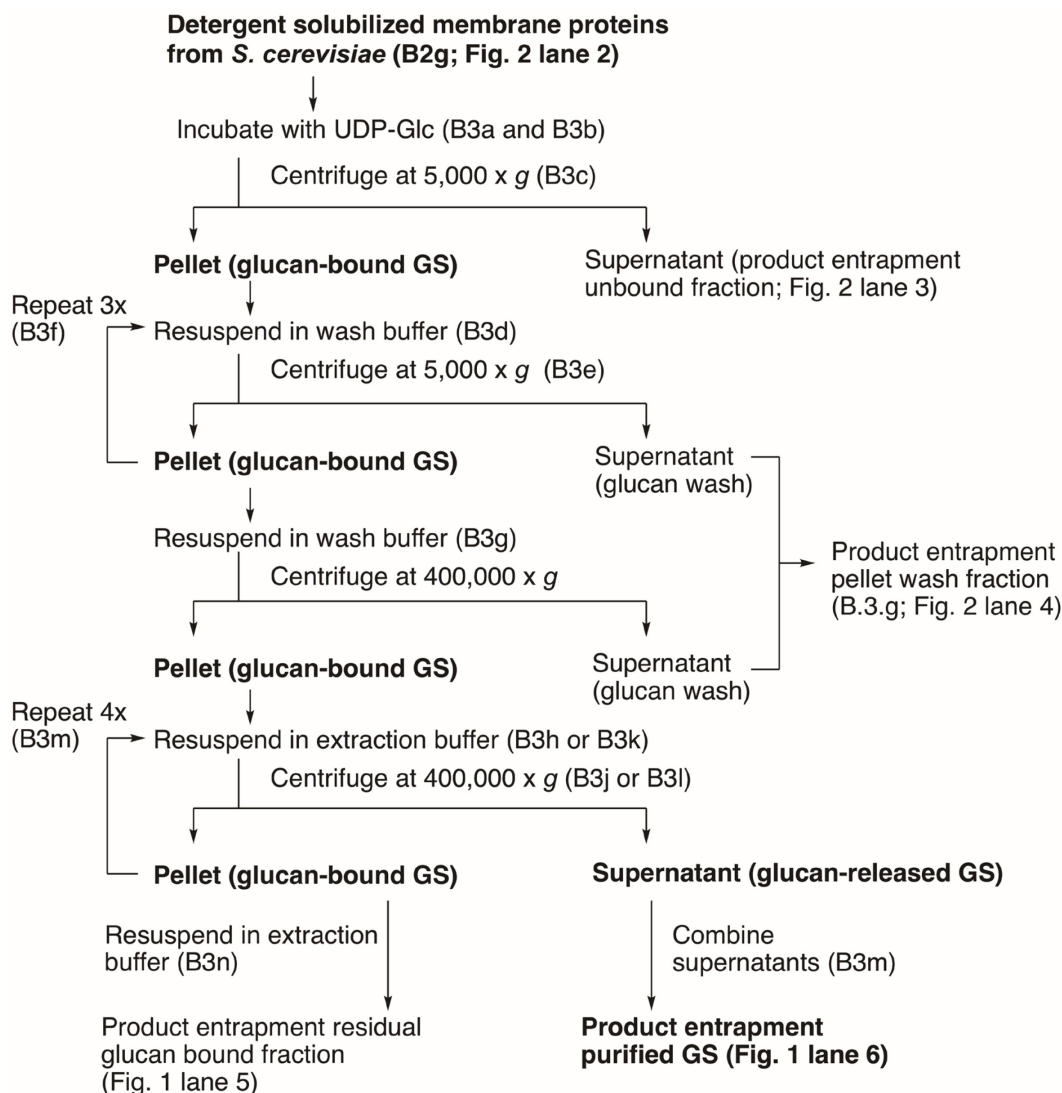 Detergent solubilized membrane proteins
from S. cerevisiae (B2g; Fig. 2 lane 2)
Incubate with UDP-Glc (B3a and B3b)
Centrifuge at 5,000 x g (B3c)
Pellet (glucan-bound GS)
Supernatant (product entrapment
unbound fraction; Fig. 2 lane 3)
Repeat 3x
(B3f)
Resuspend in wash buffer (B3d)
Centrifuge at 5,000 x g (B3e)
Pellet (glucan-bound GS)
Supernatant
(glucan wash)
Resuspend in wash buffer (B3g)
Centrifuge at 400,000 x g
Product entrapment
pellet wash fraction
(B.3.g; Fig. 2 lane 4)
Pellet (glucan-bound GS)
Supernatant
(glucan wash)
Repeat 4x
(B3m)
Resuspend in extraction buffer (B3h or B3k)
Centrifuge at 400,000 x g (B3j or B3l)
Pellet (glucan-bound GS)
Supernatant (glucan-released GS)
Resuspend in extraction
buffer (B3n)
Combine
supernatants (B3m)
Product entrapment residual
glucan bound fraction
(Fig. 1 lane 5)
Product entrapment
purified GS (Fig. 1 lane 6)